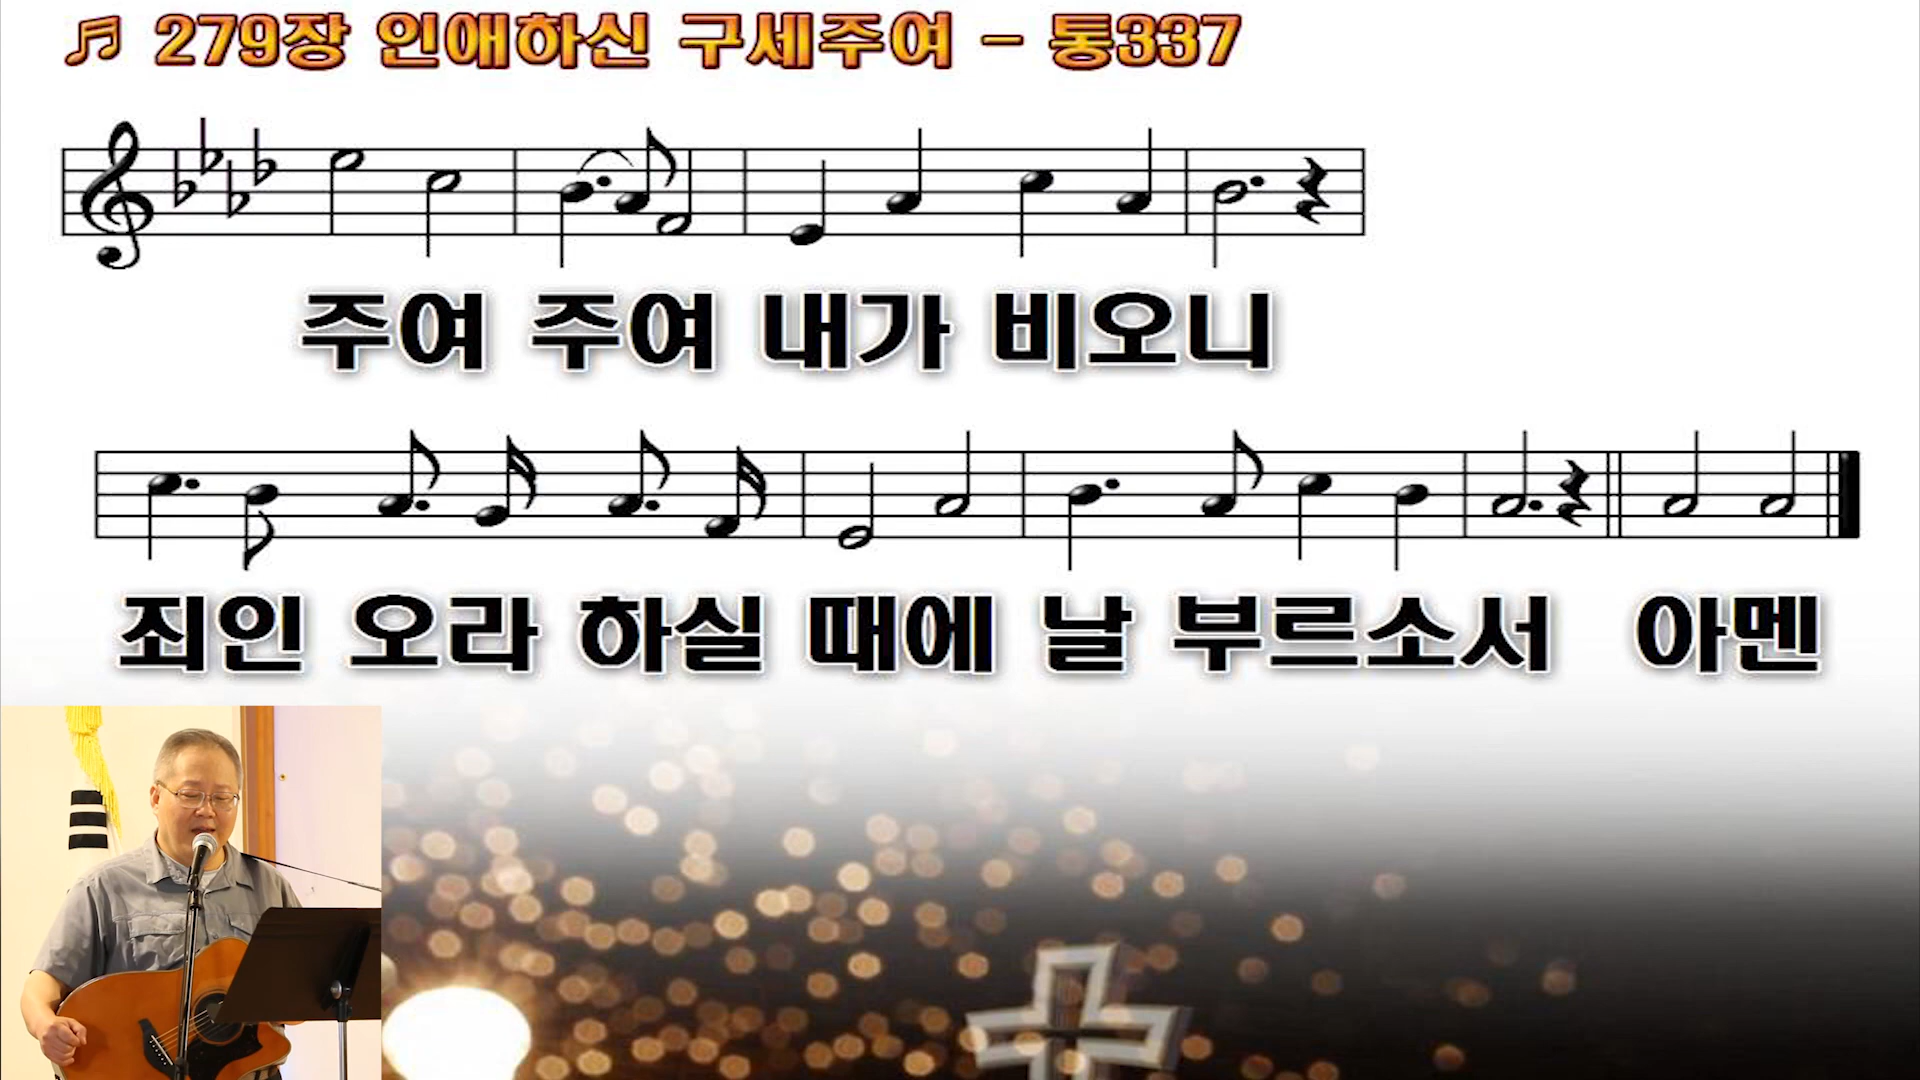 279장 인애하신 구세주여 - 통337
주여 주여 내가 비오니
죄인 오라 하실 때에 날 부르소서 아멘